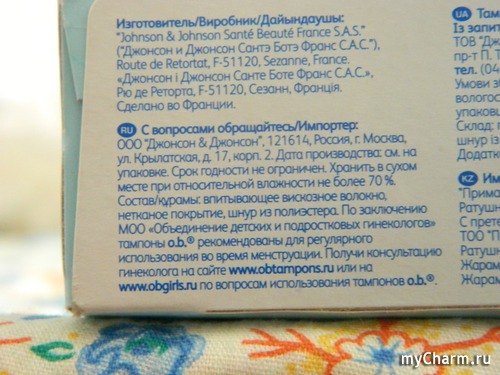 Изготовитель/Виробник/Дайындаушы:
"Johnson & Johnson Santé Beauté France S.A.S."
("Джонсон и Джонсон Сантэ Ботэ Франс С.А.С."),
Route de Retortat, F-51120, Sezanne, France.
«Джонсон і Джонсон Санте Боте Франс С.А.С.»,
Рю де Реторта, F-51120, Сезанн, Франція.
Сделано во Франции.
RU С вопросами обращайтесь/Импортер:
ООО "Джонсон & Джонсон", 121614, Россия, г. Москва,
ул. Крылатская, д. 17, корп. 2. Дата производства: см. на
упаковке. Срок годности не ограничен. Хранить в сухом
месте при относительной влажности не более 70 %.
Состав/құрамы: впитывающее вискозное волокно,
нетканое покрытие, шнур из полиэстера. По заключению
МОО «Объединение детских и подростковых гинекологов»
тампоны o.b.® рекомендованы для регулярного
использования во время менструации. Получи консультацию
гинеколога на сайте www.obtampons.ru или на
www.obgirls.ru по вопросам использования тампонов o.b.®.
UA Там
Із запит
ТОВ "Дж
пр-т П. Т
тел. (04
Умови зб
вологос
упаковц
Склад:
шнур із
Додатк
KZ Им
"Прима
Ратушн
С прете
ТОО "П
Ратушн
Жарам
Жарам
myCharm.ru